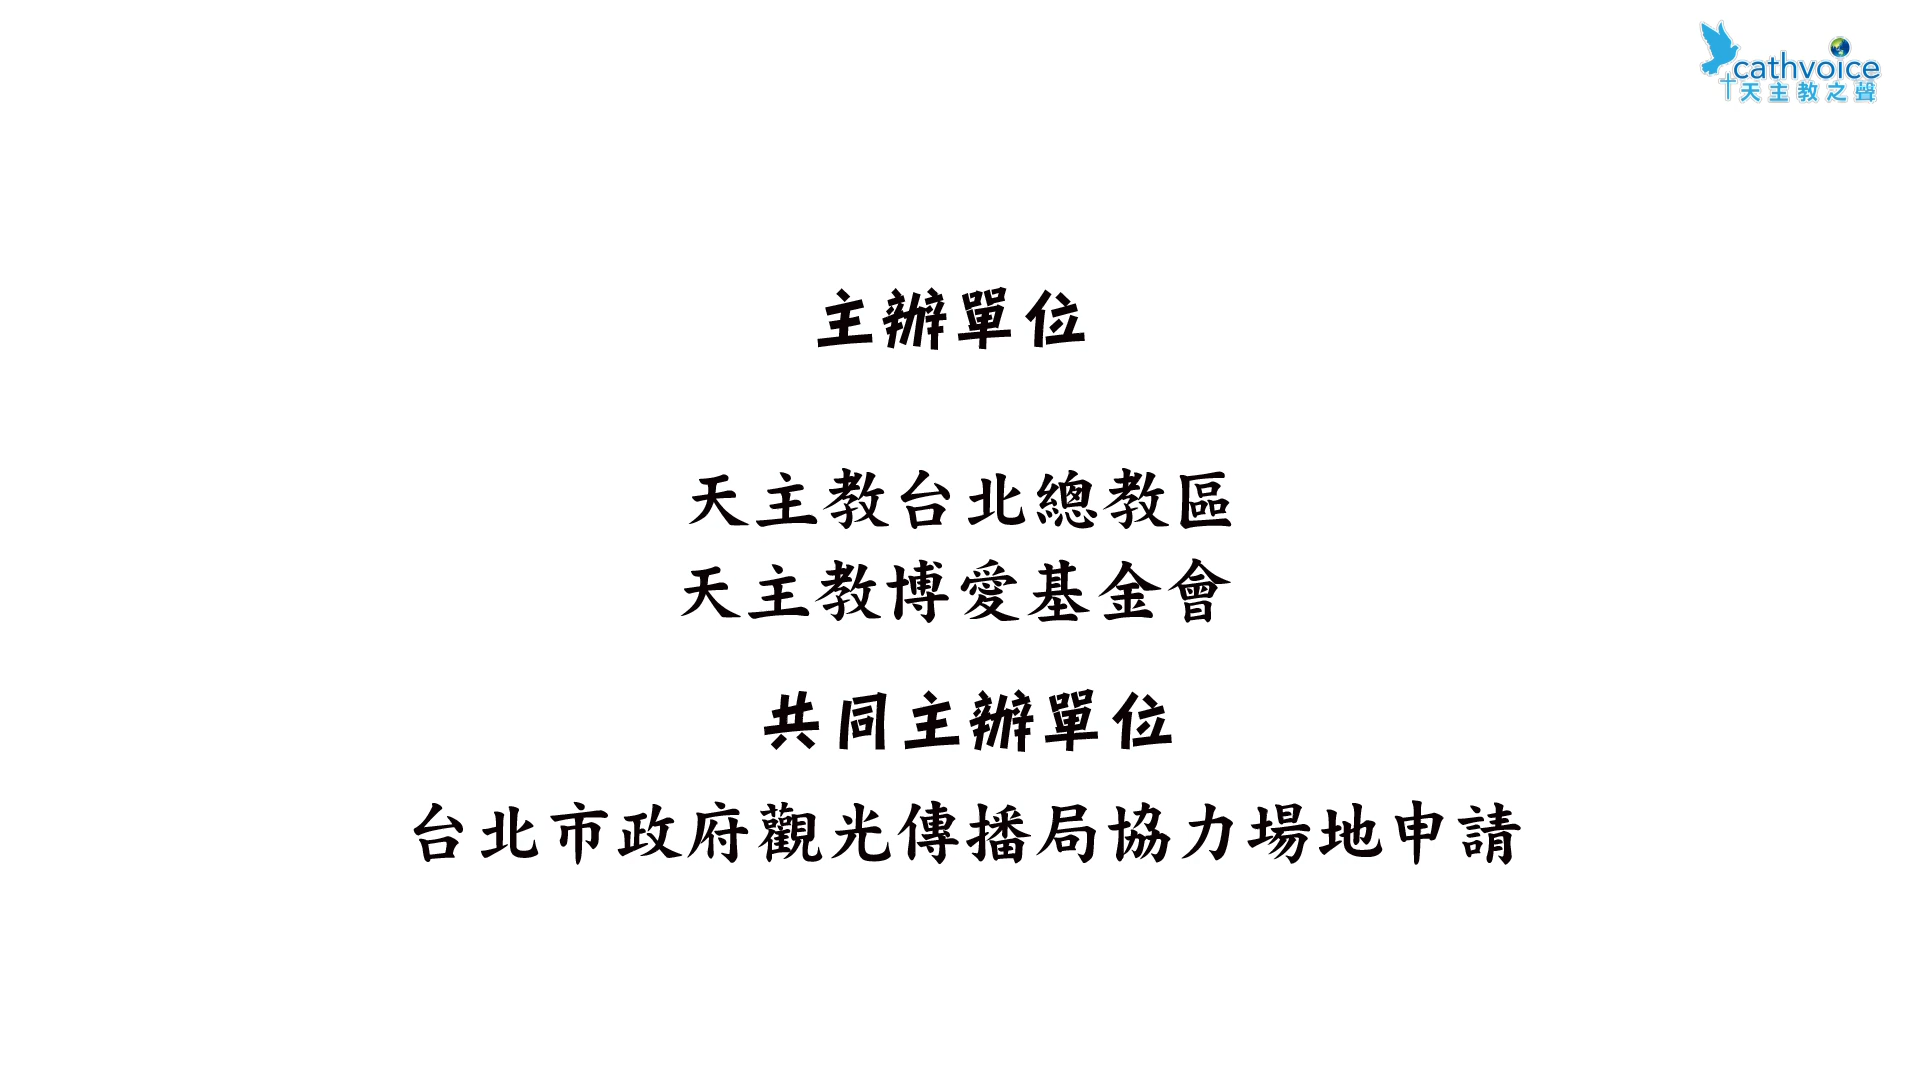 cathvoice
天主教之聲
主辦單位
天主教台北總教區
天主教博愛基金會
共同主辦單位
台北市政府觀光傳播局協力場地申請